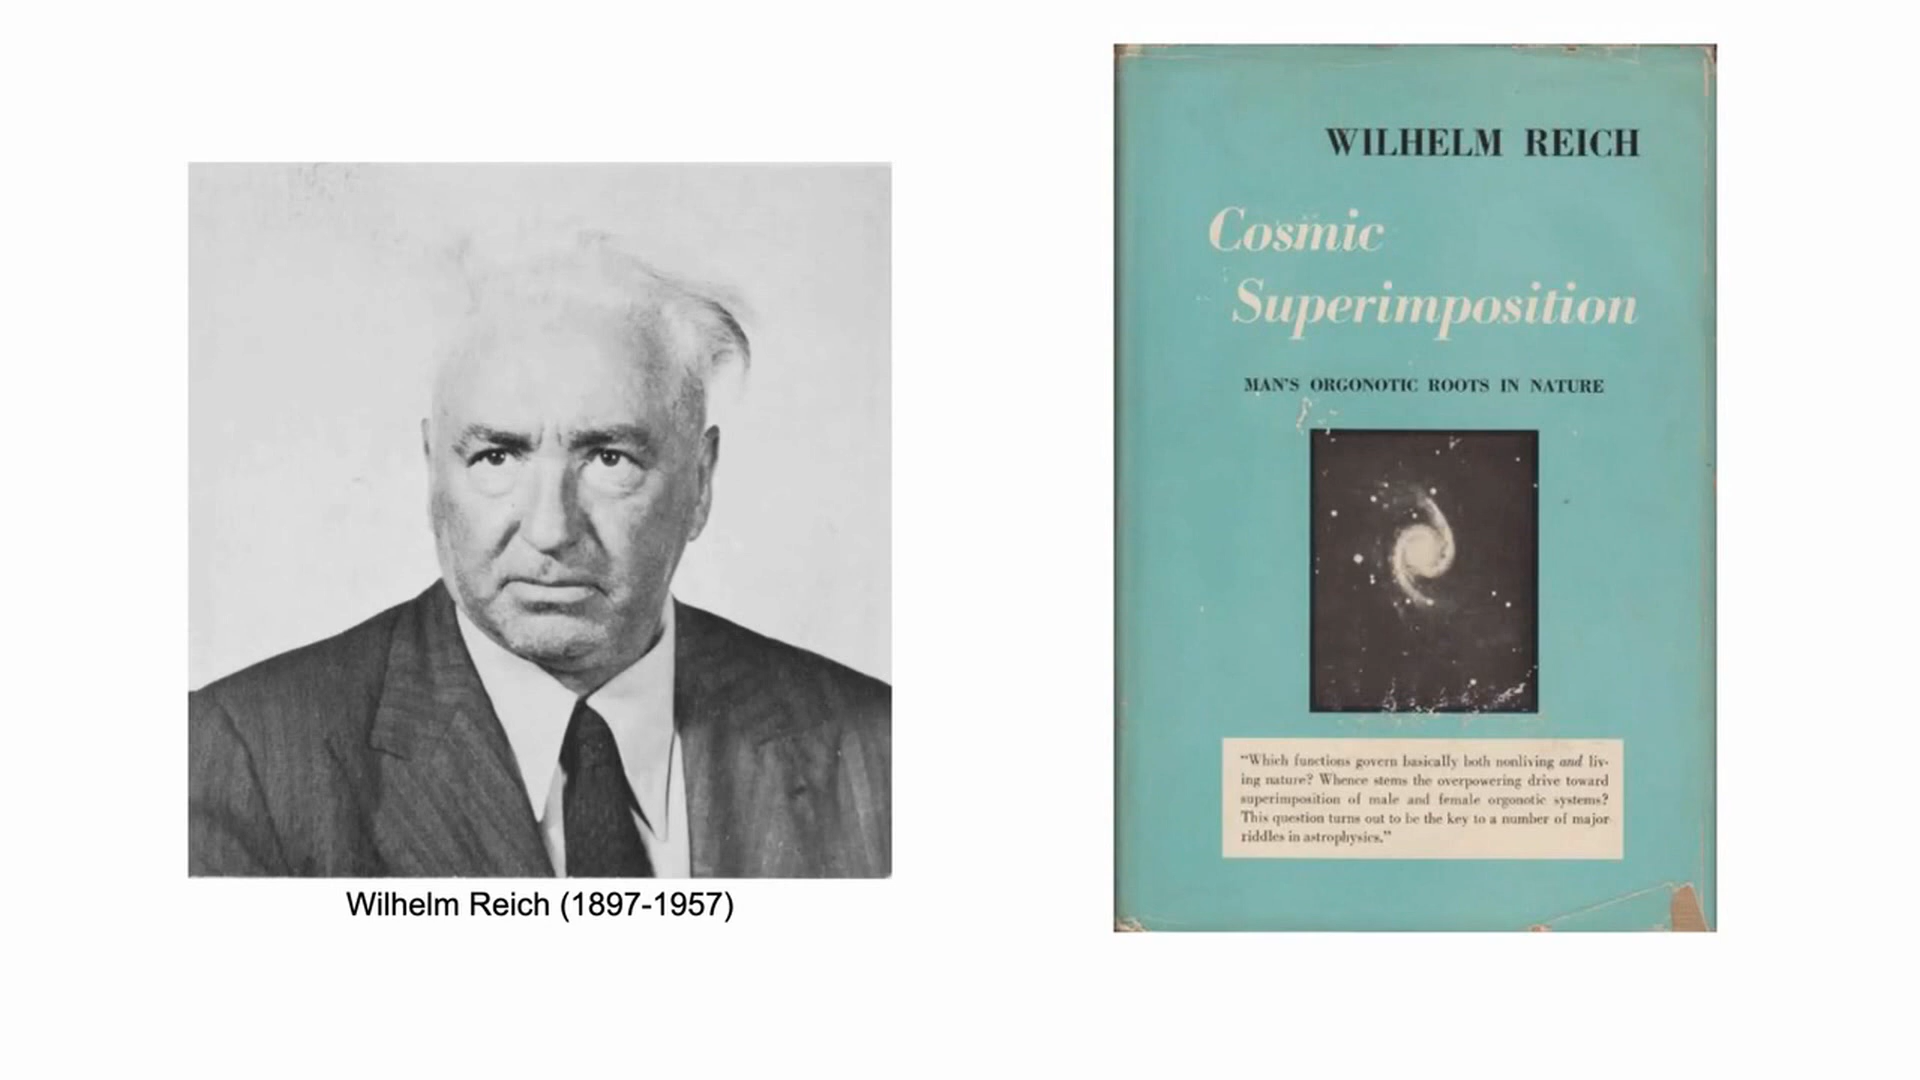 Wilhelm Reich (1897-1957)
WILHELM REICH
Cosmic
Superimposition
MAN'S ORGONOTIC ROOTS IN NATURE
“Which functions govern basically both nonliving and liv-
ing nature? Whence stems the overpowering drive toward
superimposition of male and female orgonotic systems?
This question turns out to be the key to a number of major
riddles in astrophysics.”